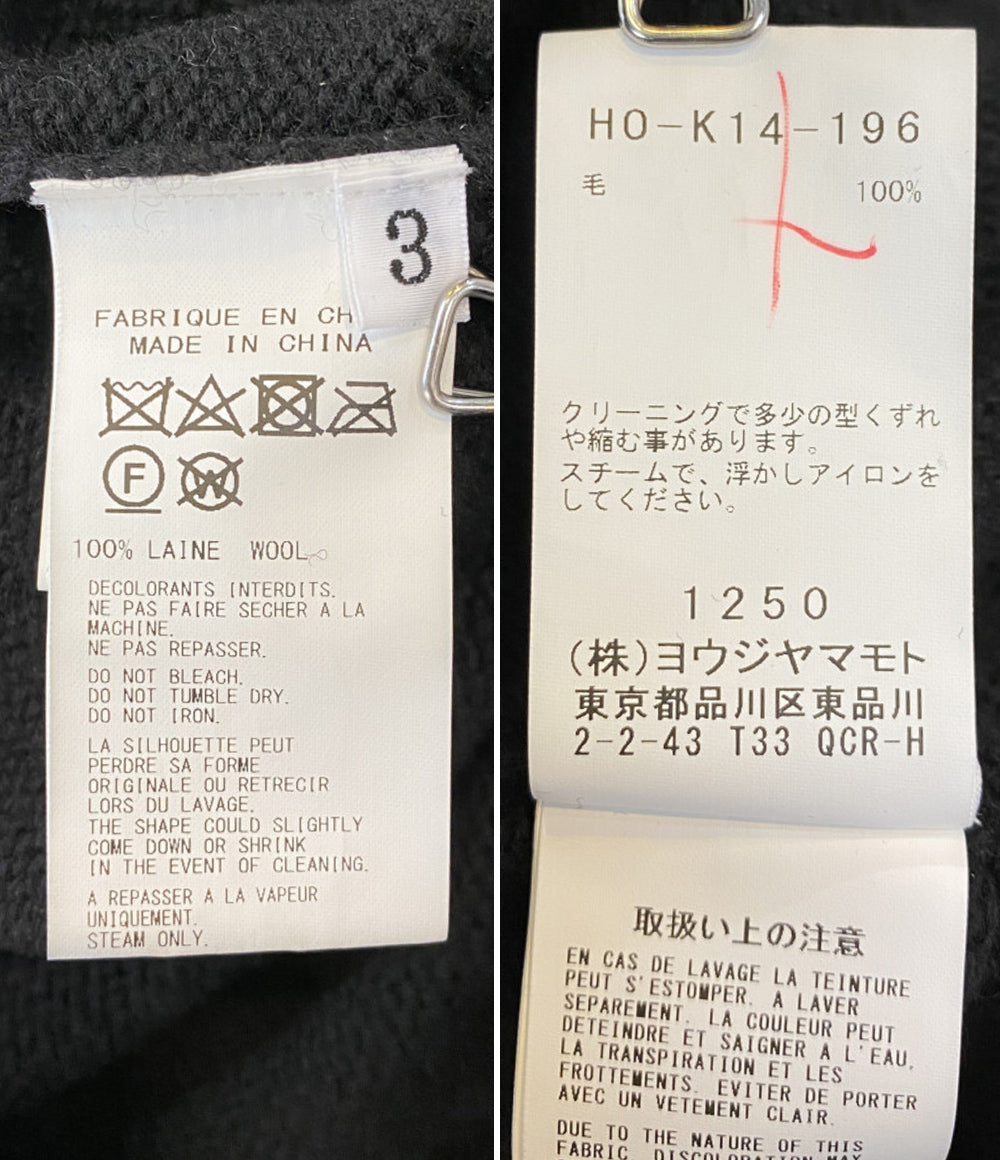 3
FABRIQUE EN CH
MADE IN CHINA
F
W
100% LAINE WOOL
DECOLORANTS INTERDITS.
NE PAS FAIRE SECHER A LA
MACHINE.
NE PAS REPASSER.
DO NOT BLEACH.
DO NOT TUMBLE DRY.
DO NOT IRON.
LA SILHOUETTE PEUT
PERDRE SA FORME
ORIGINALE OU RETRECIR
LORS DU LAVAGE.
THE SHAPE COULD SLIGHTLY
COME DOWN OR SHRINK
IN THE EVENT OF CLEANING.
A REPASSER A LA VAPEUR
UNIQUEMENT.
STEAM ONLY.
HO-K14-196
毛 100%
クリーニングで多少の型くずれ
や縮む事があります。
スチームで、浮かしアイロンを
してください。
1250
(株)ヨウジヤマモト
東京都品川区東品川
2-2-43 T33 QCR-H
取扱い上の注意
EN CAS DE LAVAGE LA TEINTURE
PEUT S'ESTOMPER. A LAVER
SEPAREMENT. LA COULEUR PEUT
DETEINDRE ET SAIGNER A L'EAU,
LA TRANSPIRATION ET LES
FROTTEMENTS. EVITER DE PORTER
AVEC UN VETEMENT CLAIR.
DUE TO THE NATURE OF THIS
FABRIC, DISCOLORATION MAY